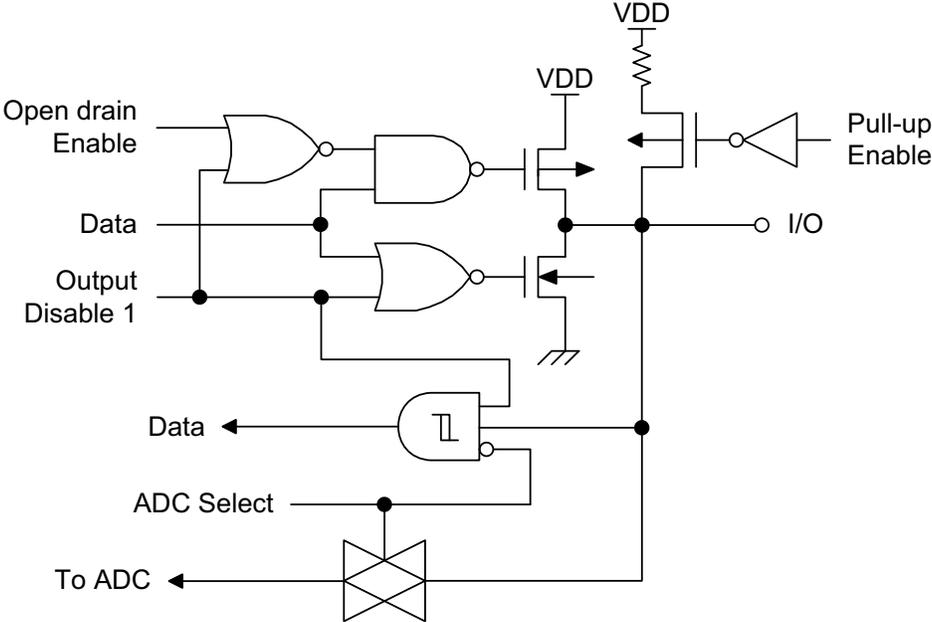 VDD
VDD
Open drain
Enable
Pull-up
Enable
Data
I/O
Output
Disable 1
Data
ADC Select
To ADC